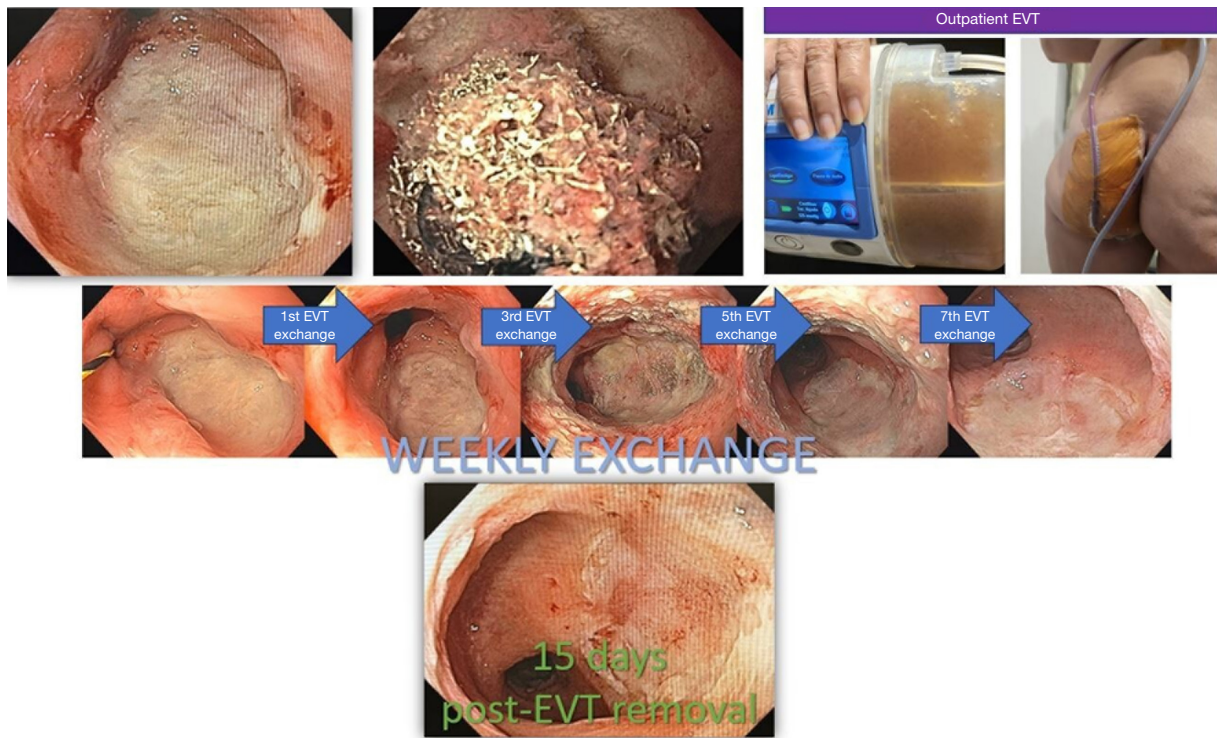 Outpatient EVT
1st EVT
exchange
3rd EVT
exchange
5th EVT
exchange
7th EVT
exchange
WEEKLY EXCHANGE
15 days
post-EVT removal